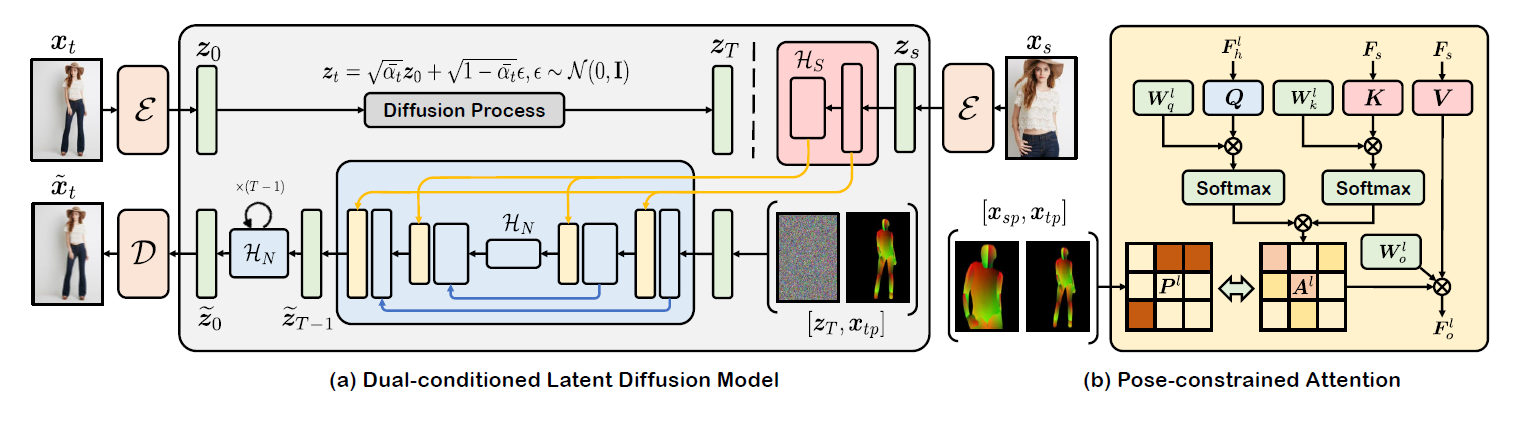 $\boldsymbol{x}_t$
$\mathcal{E}$
$\boldsymbol{z}_0$
$\boldsymbol{z}_t = \sqrt{\bar{\alpha}_t}\boldsymbol{z}_0 + \sqrt{1 - \bar{\alpha}_t}\epsilon, \epsilon \sim \mathcal{N}(0, \mathbf{I})$
Diffusion Process
$\boldsymbol{z}_T$
$\mathcal{H}_S$
$\boldsymbol{z}_s$
$\mathcal{E}$
$\boldsymbol{x}_s$
$\tilde{\boldsymbol{x}}_t$
$\mathcal{D}$
$\tilde{\boldsymbol{z}}_0$
$\times(T-1)$
$\mathcal{H}_N$
$\tilde{\boldsymbol{z}}_{T-1}$
$\mathcal{H}_N$
$[\boldsymbol{z}_T, \boldsymbol{x}_{tp}]$
(a) Dual-conditioned Latent Diffusion Model
$\boldsymbol{F}_h^l$ $\boldsymbol{F}_s$ $\boldsymbol{F}_s$
$\boldsymbol{W}_q^l$ $\boldsymbol{Q}$ $\boldsymbol{W}_k^l$ $\boldsymbol{K}$ $\boldsymbol{V}$
Softmax Softmax
$[\boldsymbol{x}_{sp}, \boldsymbol{x}_{tp}]$
$\boldsymbol{W}_o^l$
$\boldsymbol{P}^l$ $\boldsymbol{A}^l$
$\boldsymbol{F}_o^l$
(b) Pose-constrained Attention